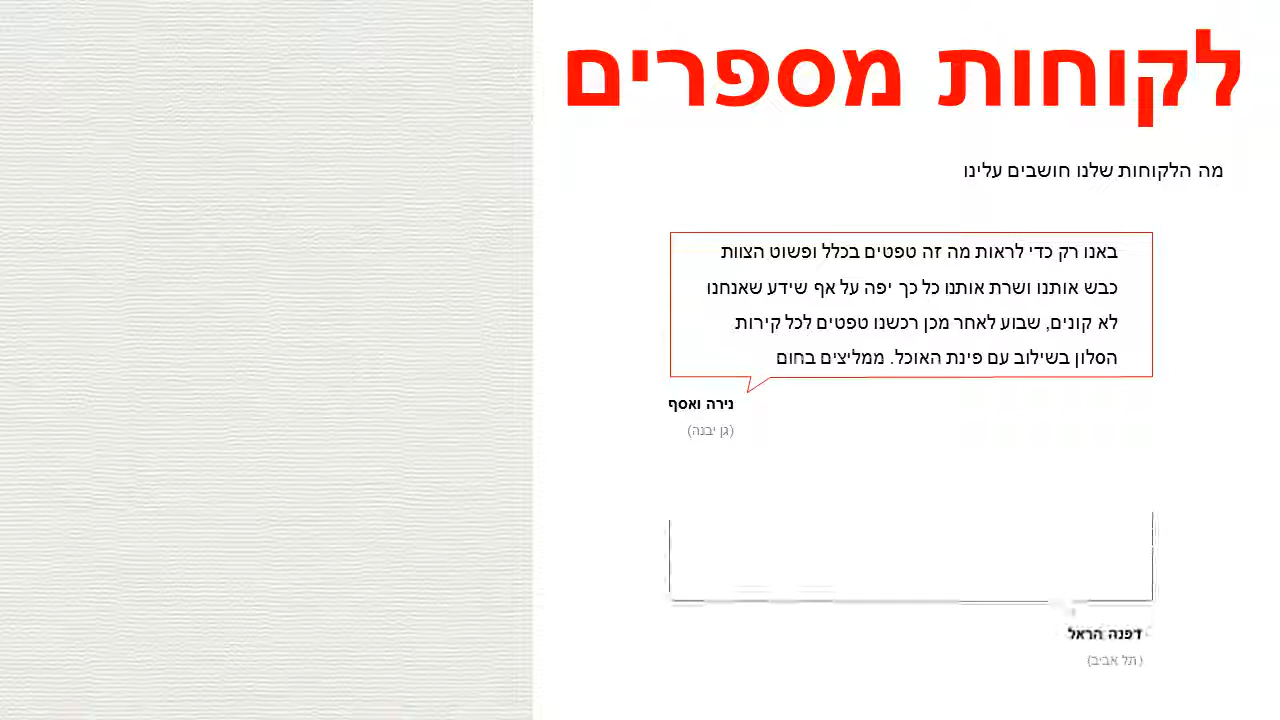 לקוחות מספרים
מה הלקוחות שלנו חושבים עלינו
באנו רק כדי לראות מה זה טפטים בכלל ופשוט הצוות
כבש אותנו ושרת אותנו כל כך יפה על אף שידע שאנחנו
לא קונים, שבוע לאחר מכן רכשנו טפטים לכל קירות
הסלון בשילוב עם פינת האוכל. ממליצים בחום
נירה ואסף
(גן יבנה)
דפנה הראל
(תל אביב)